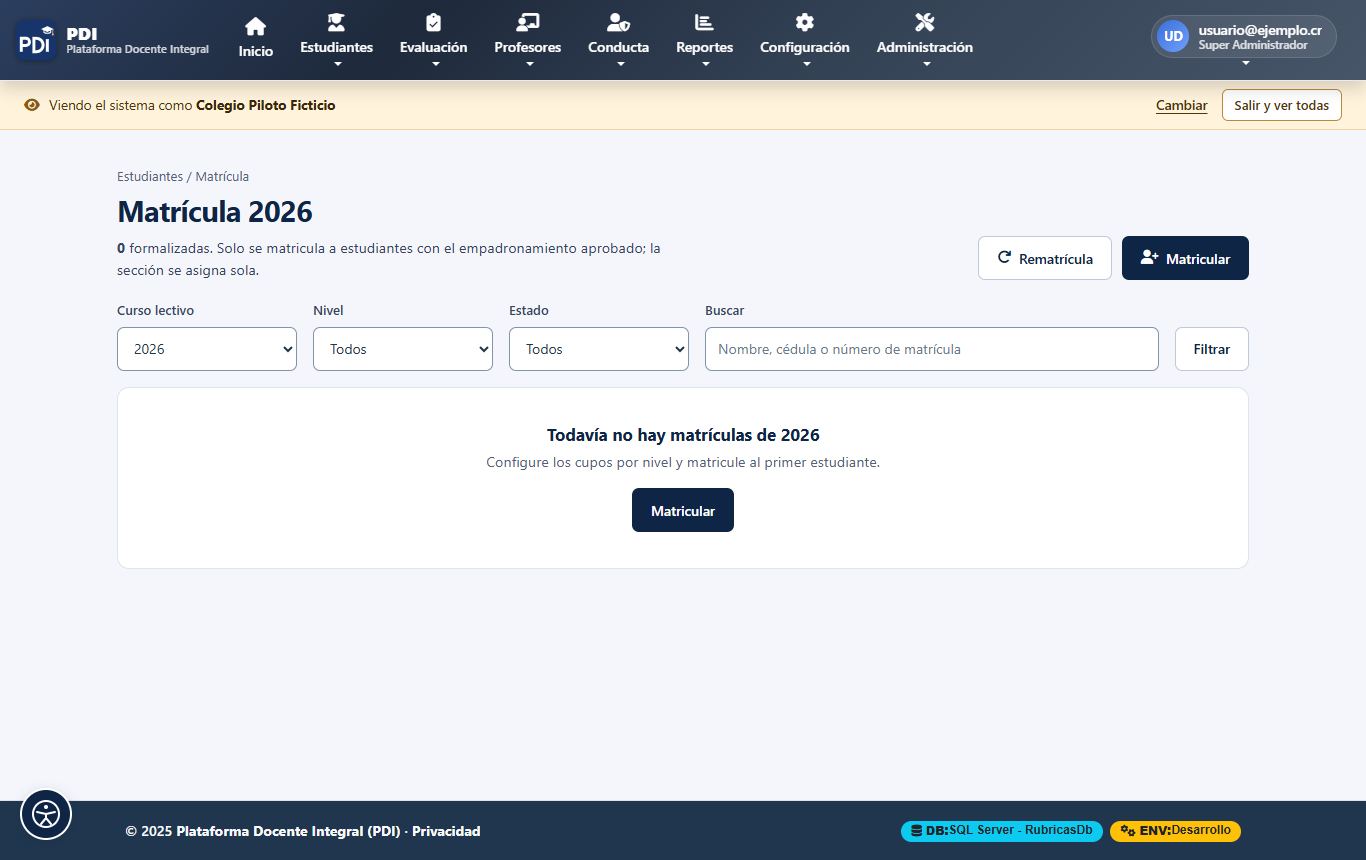 PDI
PDI
Plataforma Docente Integral
Inicio
Estudiantes
Evaluación
Profesores
Conducta
Reportes
Configuración
Administración
UD
usuario@ejemplo.cr
Super Administrador
Viendo el sistema como Colegio Piloto Ficticio
Cambiar
Salir y ver todas
Estudiantes / Matrícula
Matrícula 2026
0 formalizadas. Solo se matricula a estudiantes con el empadronamiento aprobado; la
sección se asigna sola.
Rematrícula
Matricular
Curso lectivo
Nivel
Estado
Buscar
2026
Todos
Todos
Nombre, cédula o número de matrícula
Filtrar
Todavía no hay matrículas de 2026
Configure los cupos por nivel y matricule al primer estudiante.
Matricular
© 2025 Plataforma Docente Integral (PDI) · Privacidad
DB:SQL Server - RubricasDb
ENV:Desarrollo